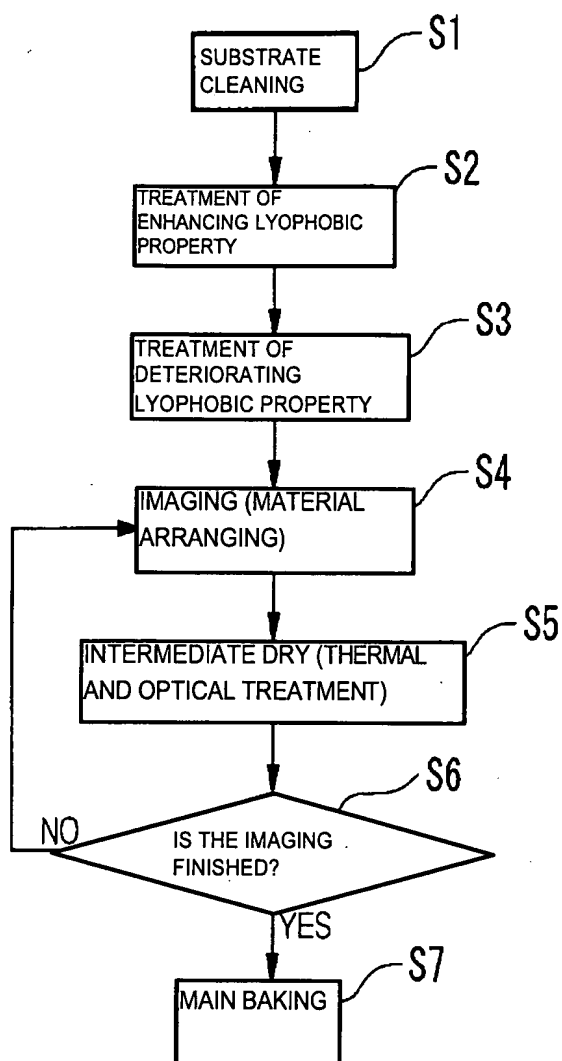 S1
SUBSTRATE
CLEANING
S2
TREATMENT OF
ENHANCING LYOPHOBIC
PROPERTY
S3
TREATMENT OF
DETERIORATING
LYOPHOBIC PROPERTY
S4
IMAGING (MATERIAL
ARRANGING)
S5
INTERMEDIATE DRY (THERMAL
AND OPTICAL TREATMENT)
S6
NO
IS THE IMAGING
FINISHED?
YES
S7
MAIN BAKING